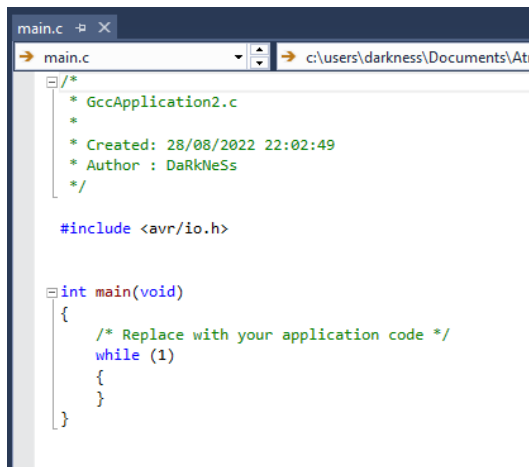 main.c
main.c c:\users\darkness\Documents\At
/*
 * GccApplication2.c
 *
 * Created: 28/08/2022 22:02:49
 * Author : DaRkNeSs
 */
#include <avr/io.h>
int main(void)
{
    /* Replace with your application code */
    while (1)
    {
    }
}